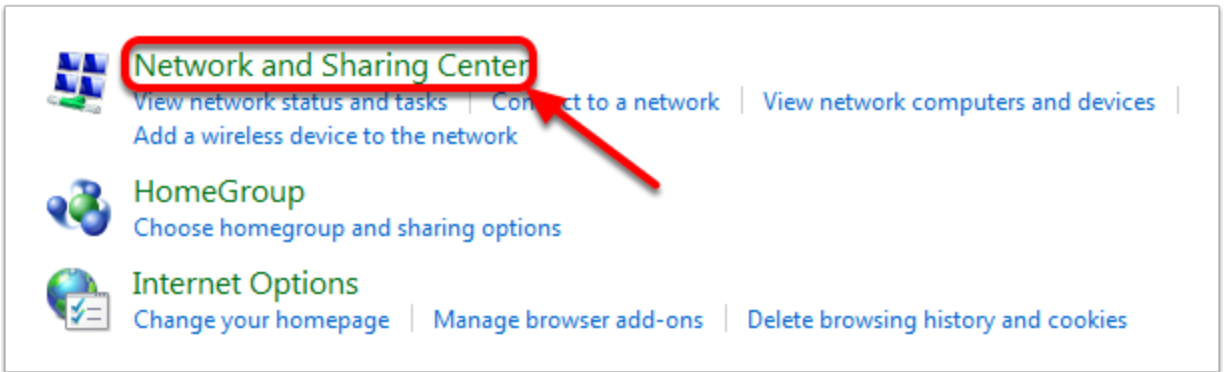 Network and Sharing Center
View network status and tasks | Con ct to a network | View network computers and devices |
Add a wireless device to the network
HomeGroup
Choose homegroup and sharing options
Internet Options
Change your homepage | Manage browser add-ons | Delete browsing history and cookies